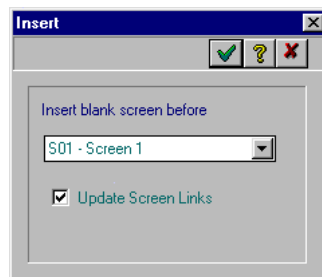 Insert
Insert blank screen before
S01 - Screen 1
Update Screen Links